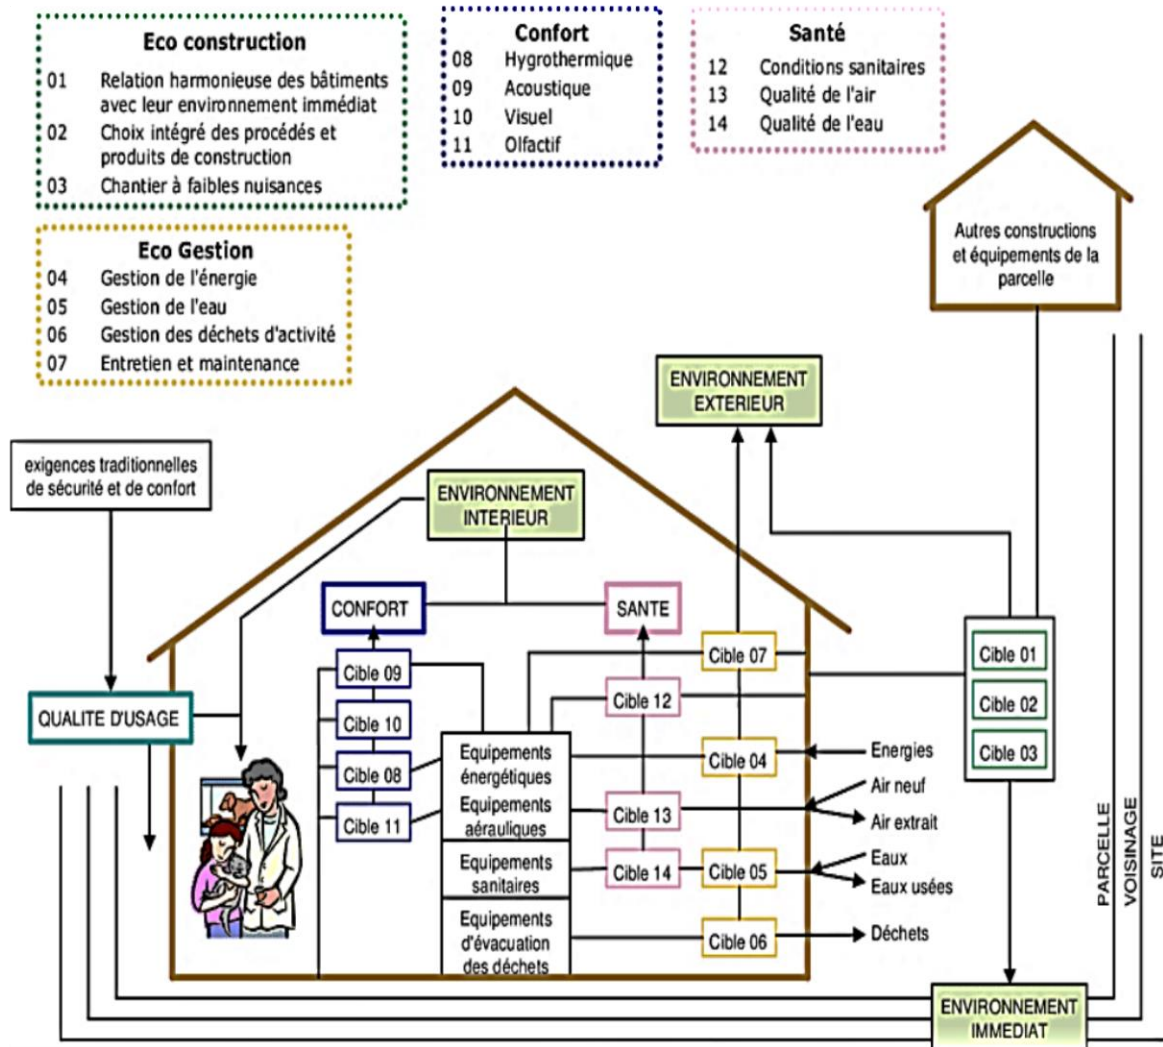 Eco construction
01 Relation harmonieuse des bâtiments
avec leur environnement immédiat
02 Choix intégré des procédés et
produits de construction
03 Chantier à faibles nuisances
Confort
08 Hygrothermique
09 Acoustique
10 Visuel
11 Olfactif
Santé
12 Conditions sanitaires
13 Qualité de l'air
14 Qualité de l'eau
Eco Gestion
04 Gestion de l'énergie
05 Gestion de l'eau
06 Gestion des déchets d'activité
07 Entretien et maintenance
Autres constructions
et équipements de la
parcelle
ENVIRONNEMENT
EXTERIEUR
exigences traditionnelles
de sécurité et de confort
ENVIRONNEMENT
INTERIEUR
CONFORT
SANTE
QUALITE D'USAGE
Cible 09
Cible 10
Cible 08
Cible 11
Equipements
énergétiques
Equipements
aérauliques
Equipements
sanitaires
Equipements
d'évacuation
des déchets
Cible 12
Cible 13
Cible 14
Cible 07
Cible 04
Cible 05
Cible 06
Energies
Air neuf
Air extrait
Eaux
Eaux usées
Déchets
Cible 01
Cible 02
Cible 03
PARCELLE
VOISINAGE
SITE
ENVIRONNEMENT
IMMEDIAT